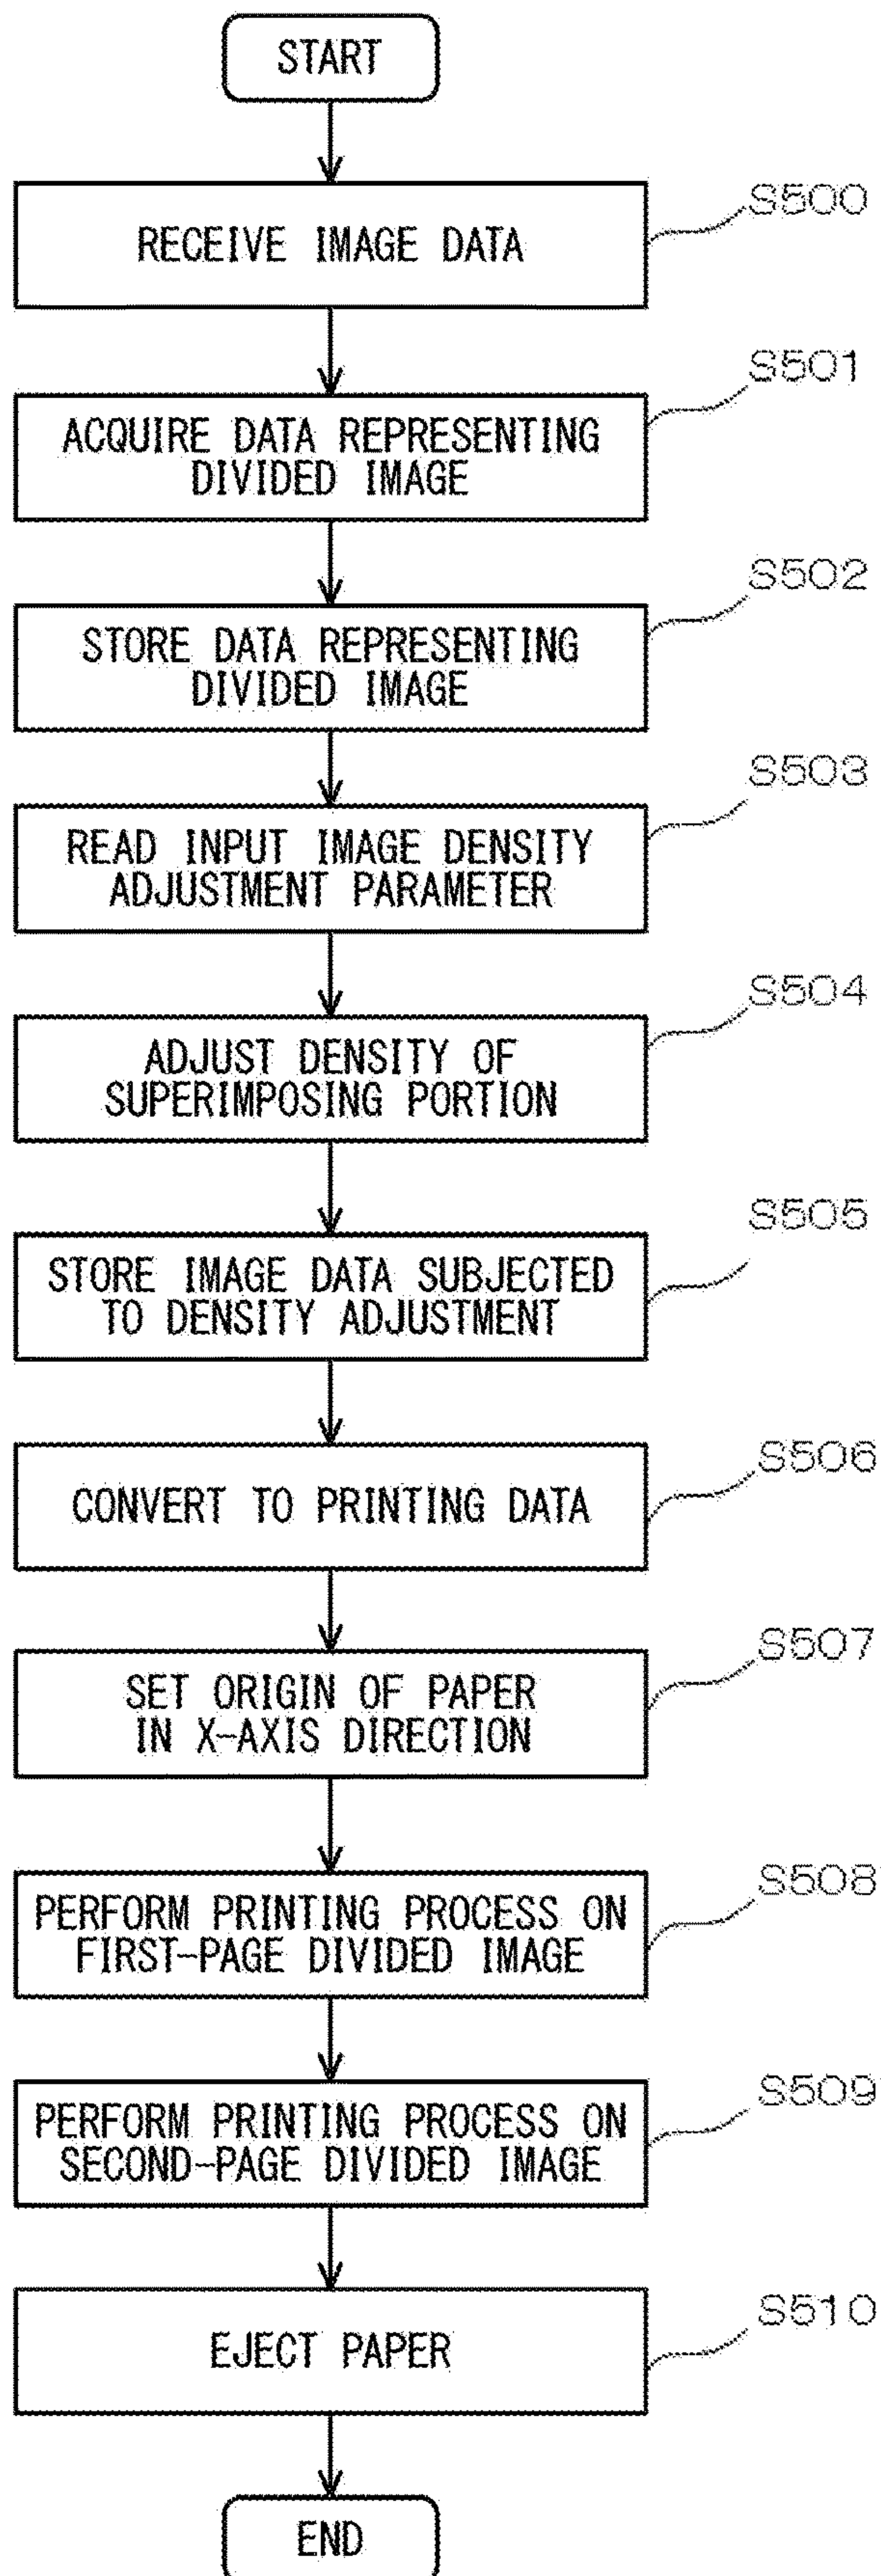 START
RECEIVE IMAGE DATA
S500
ACQUIRE DATA REPRESENTING
DIVIDED IMAGE
S501
STORE DATA REPRESENTING
DIVIDED IMAGE
S502
READ INPUT IMAGE DENSITY
ADJUSTMENT PARAMETER
S503
ADJUST DENSITY OF
SUPERIMPOSING PORTION
S504
STORE IMAGE DATA SUBJECTED
TO DENSITY ADJUSTMENT
S505
CONVERT TO PRINTING DATA
S506
SET ORIGIN OF PAPER
IN X-AXIS DIRECTION
S507
PERFORM PRINTING PROCESS ON
FIRST-PAGE DIVIDED IMAGE
S508
PERFORM PRINTING PROCESS ON
SECOND-PAGE DIVIDED IMAGE
S509
EJECT PAPER
S510
END